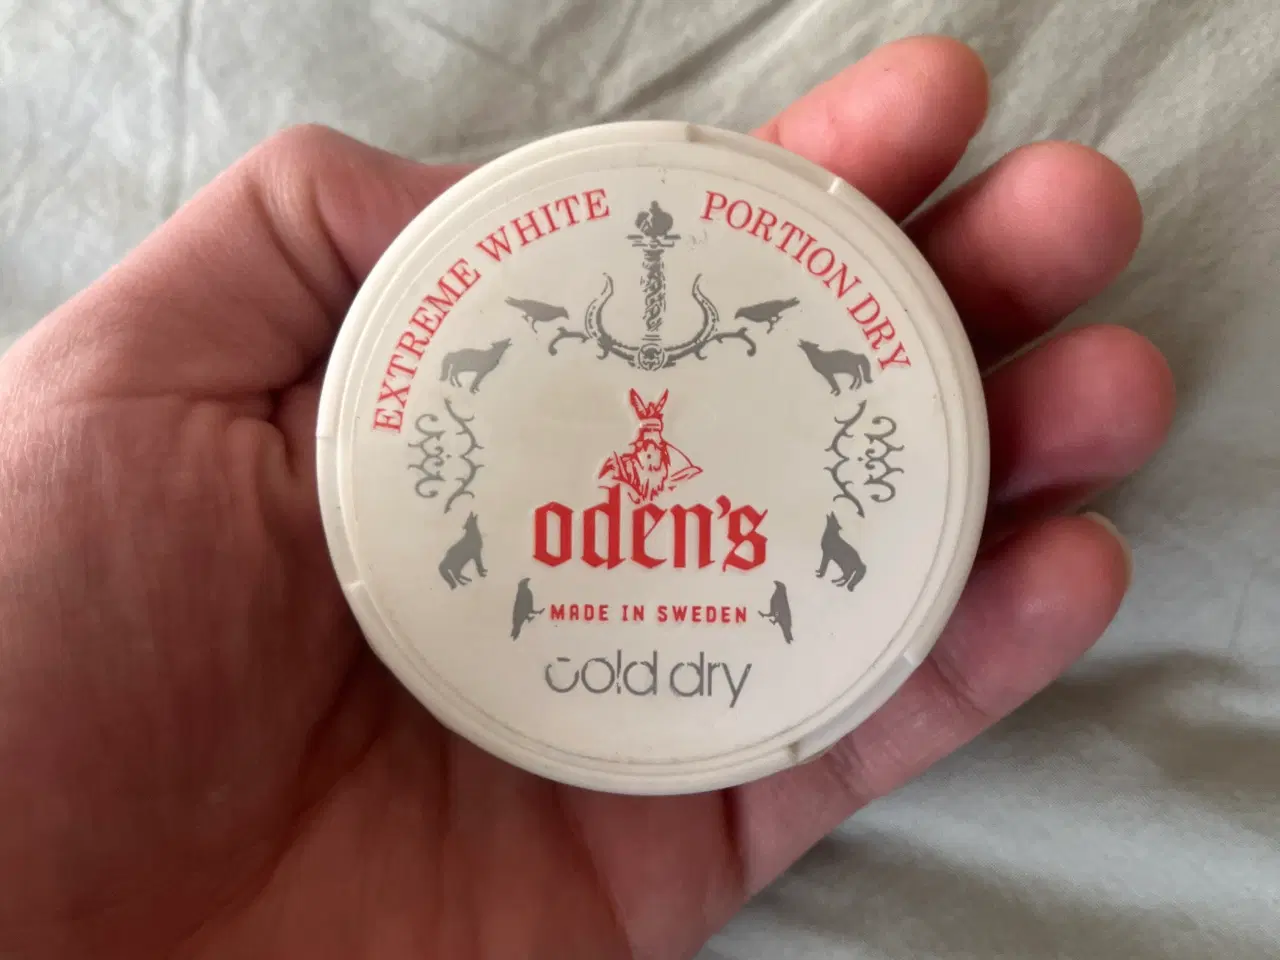 EXTREME WHITE PORTION DRY
oden's
MADE IN SWEDEN
cold dry